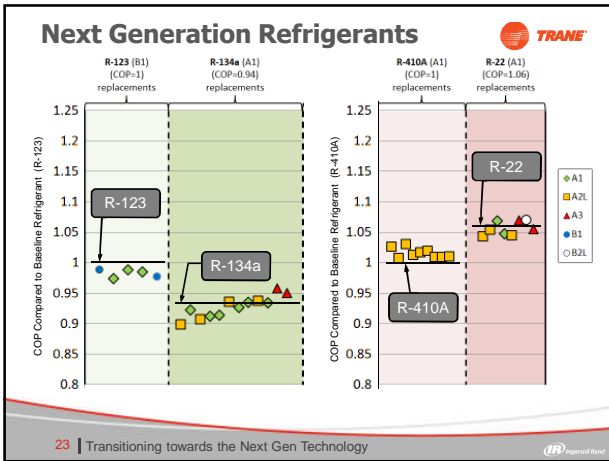 Next Generation Refrigerants
TRANE
R-123 (B1)
(COP=1)
replacements
R-134a (A1)
(COP=0.94)
replacements
R-410A (A1)
(COP=1)
replacements
R-22 (A1)
(COP=1.06)
replacements
COP Compared to Baseline Refrigerant (R-123)
1.25
1.2
1.15
1.1
1.05
1
0.95
0.9
0.85
0.8
R-123
R-134a
COP Compared to Baseline Refrigerant (R-410A)
1.25
1.2
1.15
1.1
1.05
1
0.95
0.9
0.85
0.8
R-22
R-410A
A1
A2L
A3
B1
B2L
23 Transitioning towards the Next Gen Technology
IR Ingersoll Rand